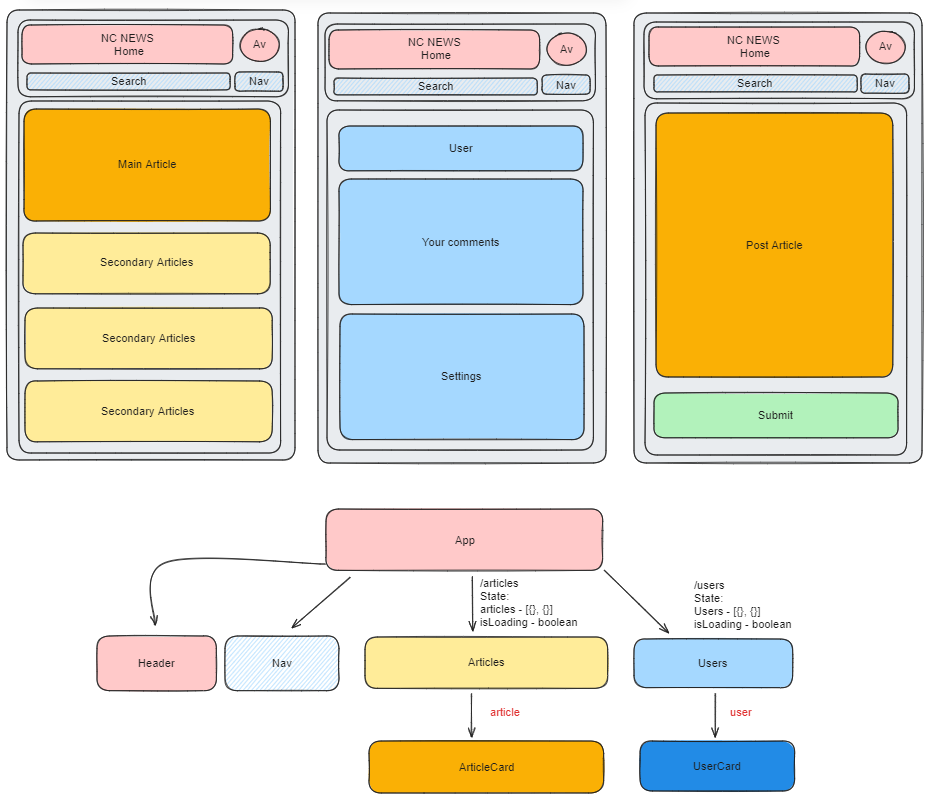 NC NEWS
Home
Av
Search
Nav
Main Article
Secondary Articles
Secondary Articles
Secondary Articles
NC NEWS
Home
Av
Search
Nav
User
Your comments
Settings
NC NEWS
Home
Av
Search
Nav
Post Article
Submit
App
/articles
State:
articles - [{}, {}]
isLoading - boolean
/users
State:
Users - [{}, {}]
isLoading - boolean
Header
Nav
Articles
Users
article
user
ArticleCard
UserCard